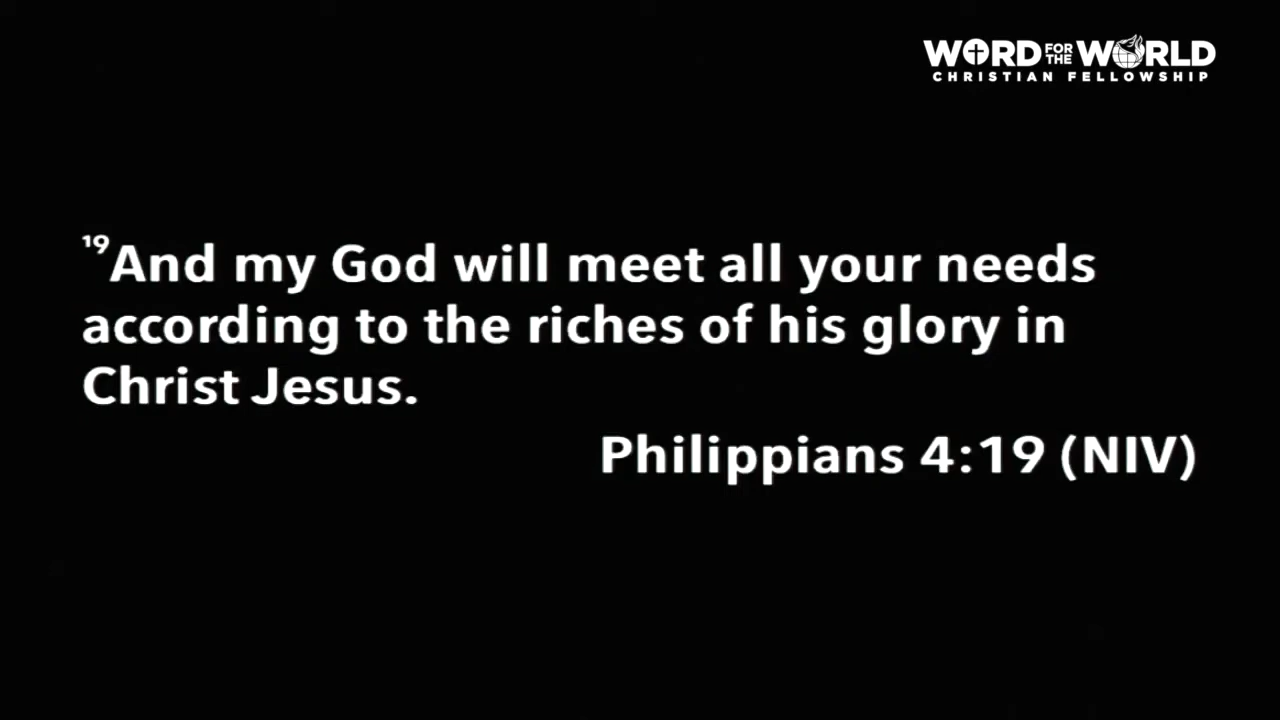 WORD FOR THE WORLD
CHRISTIAN FELLOWSHIP
¹⁹And my God will meet all your needs
according to the riches of his glory in
Christ Jesus.
Philippians 4:19 (NIV)